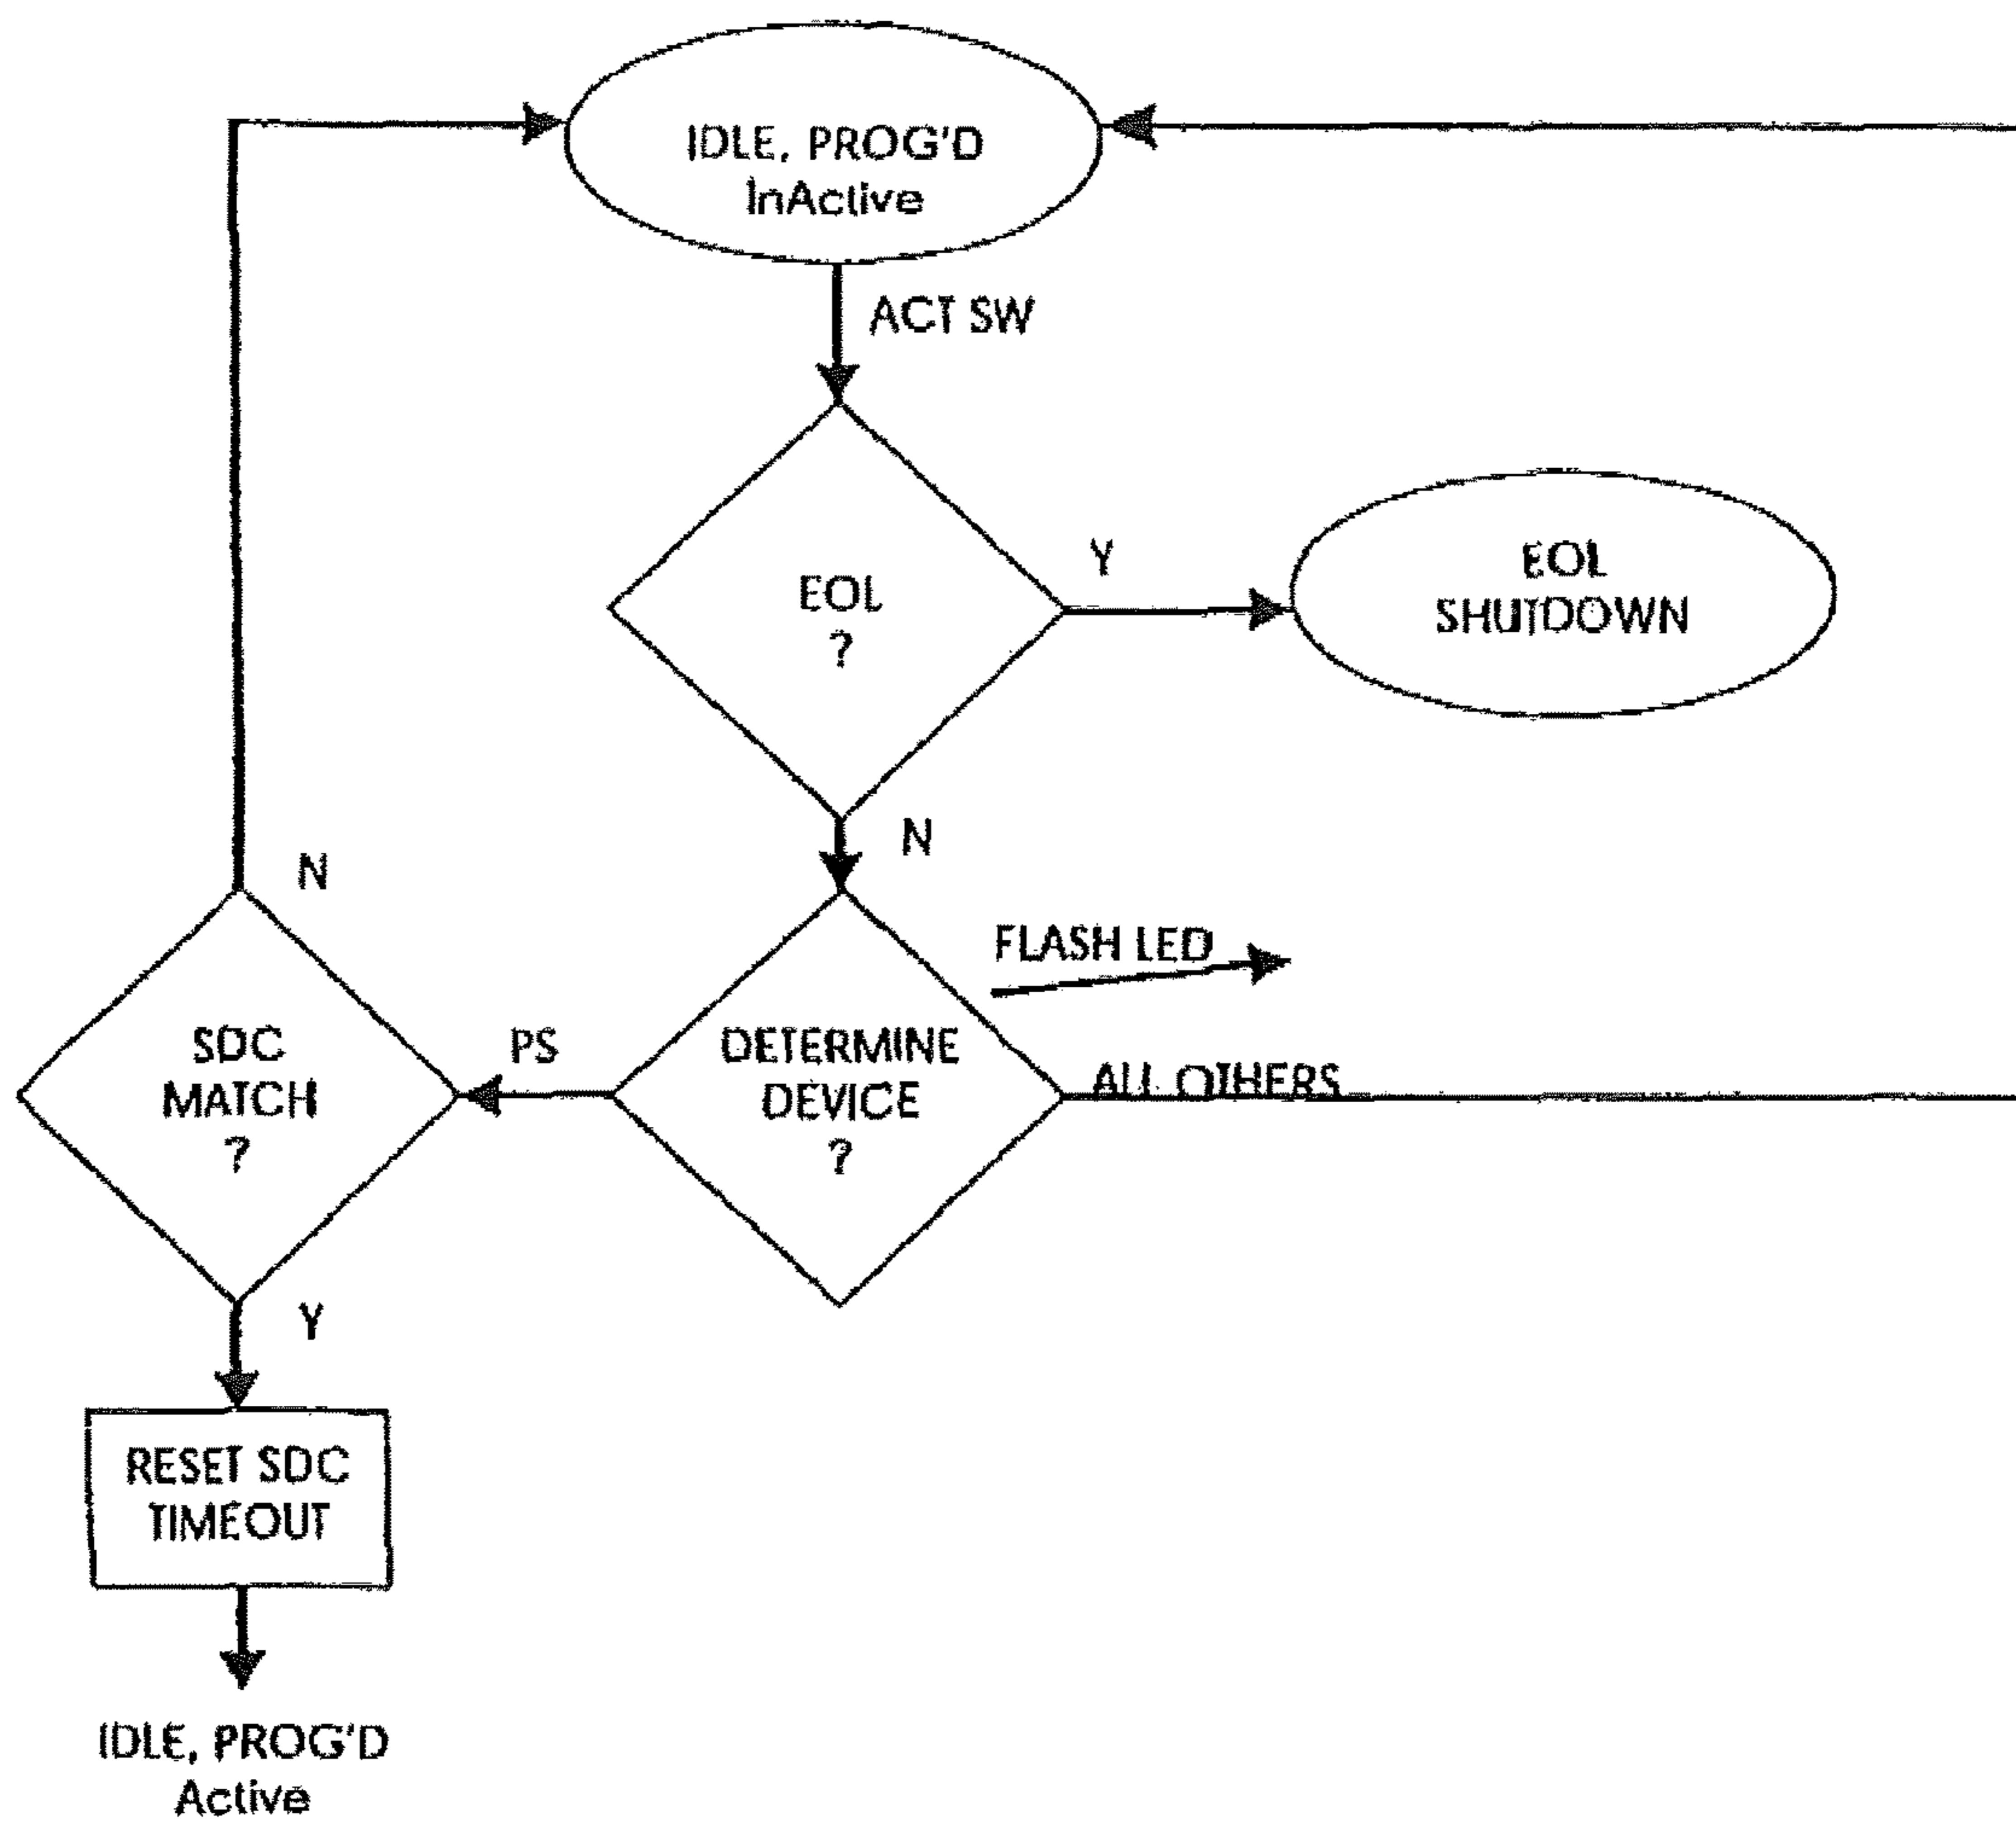 IDLE, PROG'D
InActive
ACT SW
EOL
?
Y
EOL
SHUTDOWN
N
N
FLASH LED
SDC
MATCH
?
PS
DETERMINE
DEVICE
?
ALL OTHERS
Y
RESET SDC
TIMEOUT
IDLE, PROG'D
Active